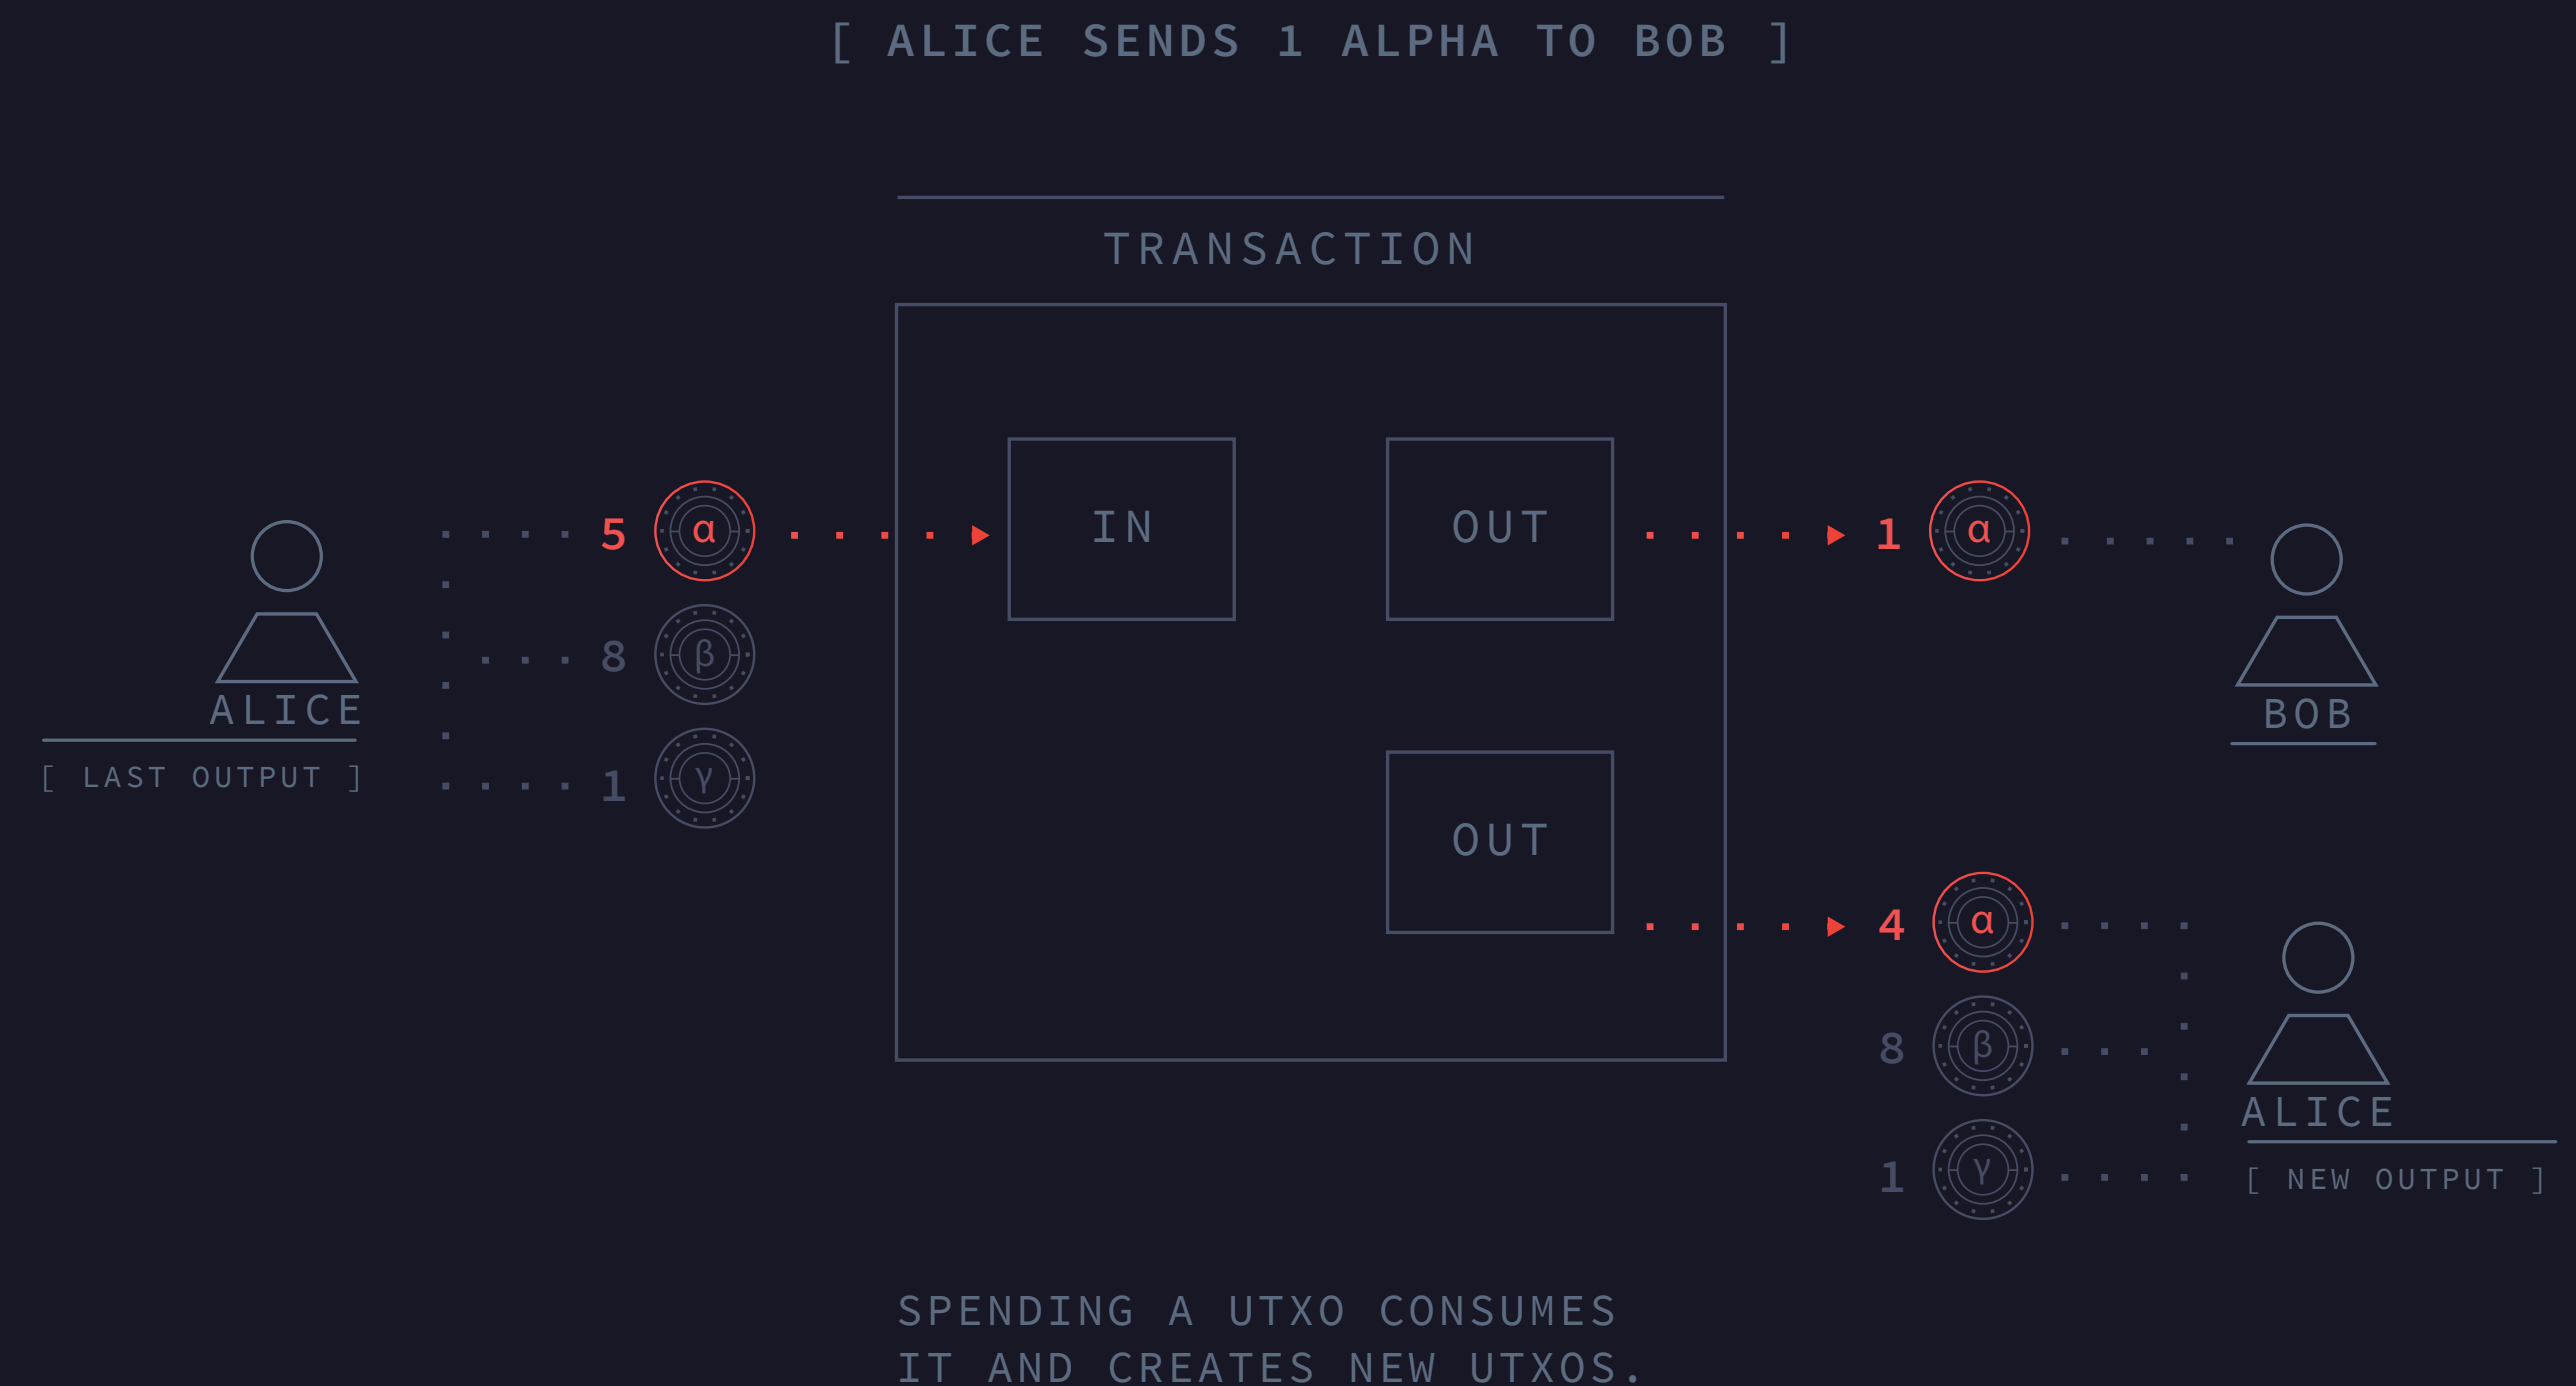 [ ALICE SENDS 1 ALPHA TO BOB ]
TRANSACTION
5 α
IN
OUT
1 α
8 β
ALICE
[ LAST OUTPUT ]
1 γ
BOB
OUT
4 α
8 β
ALICE
1 γ
[ NEW OUTPUT ]
SPENDING A UTXO CONSUMES
IT AND CREATES NEW UTXOS.